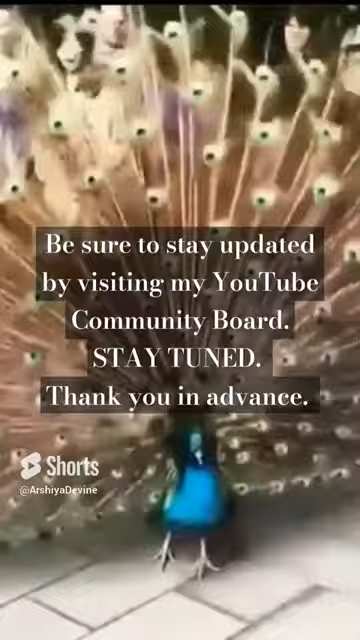 Be sure to stay updated
by visiting my YouTube
Community Board.
STAY TUNED.
Thank you in advance.
Shorts
@ArshiyaDevine